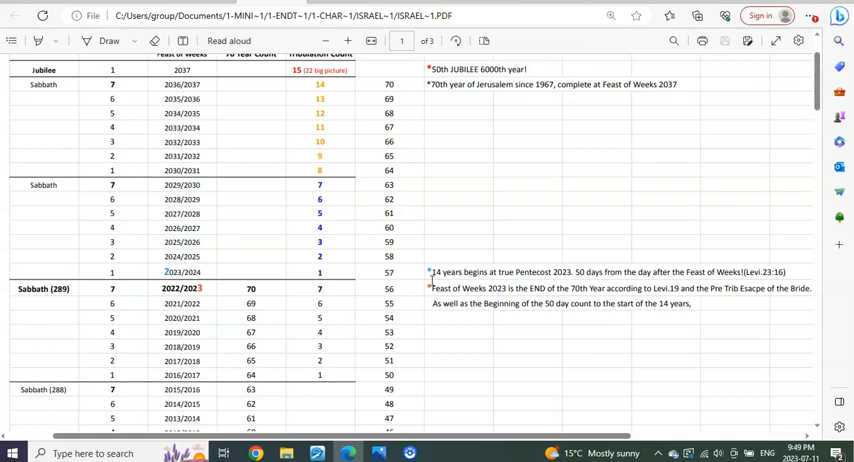 File C:/Users/group/Documents/1-MINI~1/1-ENDT~1/1-CHAR~1/ISRAEL~1/ISRAEL~1.PDF Sign in
Draw Read aloud 1 of 3
Feast of Weeks 70 Year Count Tribulation Count
Jubilee 1 2037 15 (22 big picture) *50th JUBILEE 6000th year!
Sabbath 7 2036/2037 14 70 *70th year of Jerusalem since 1967, complete at Feast of Weeks 2037
6 2035/2036 13 69
5 2034/2035 12 68
4 2033/2034 11 67
3 2032/2033 10 66
2 2031/2032 9 65
1 2030/2031 8 64
Sabbath 7 2029/2030 7 63
6 2028/2029 6 62
5 2027/2028 5 61
4 2026/2027 4 60
3 2025/2026 3 59
2 2024/2025 2 58
1 2023/2024 1 57 *14 years begins at true Pentecost 2023. 50 days from the day after the Feast of Weeks!(Levi.23:16)
Sabbath (289) 7 2022/2023 70 7 56 *Feast of Weeks 2023 is the END of the 70th Year according to Levi.19 and the Pre Trib Esacpe of the Bride.
6 2021/2022 69 6 55 As well as the Beginning of the 50 day count to the start of the 14 years,
5 2020/2021 68 5 54
4 2019/2020 67 4 53
3 2018/2019 66 3 52
2 2017/2018 65 2 51
1 2016/2017 64 1 50
Sabbath (288) 7 2015/2016 63 49
6 2014/2015 62 48
5 2013/2014 61 47
Type here to search 15°C Mostly sunny ENG 9:49 PM
2023-07-11